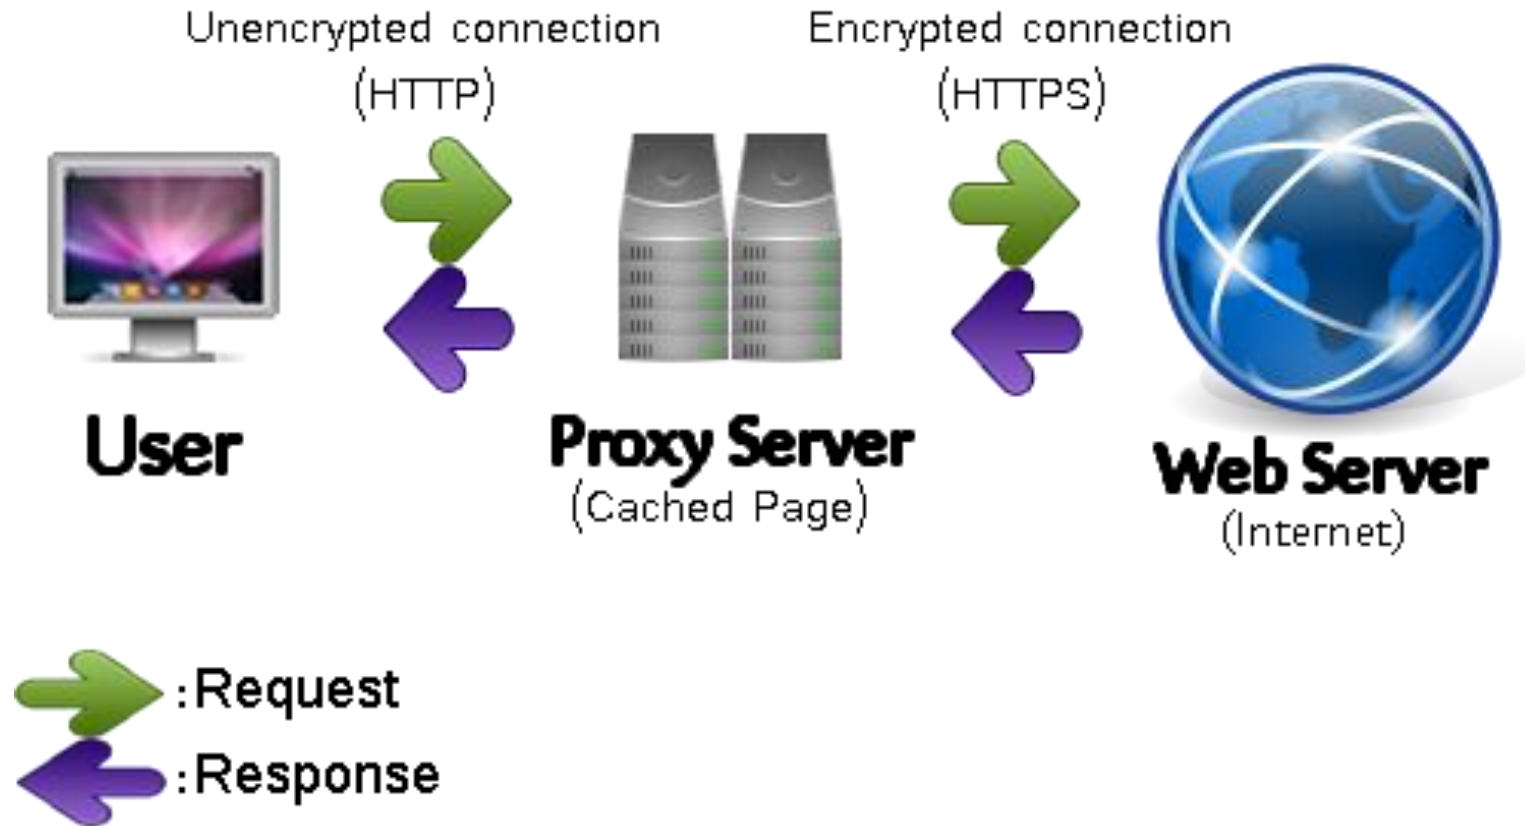 Unencrypted connection
(HTTP)
Encrypted connection
(HTTPS)
User
Proxy Server
(Cached Page)
Web Server
(Internet)
:Request
:Response